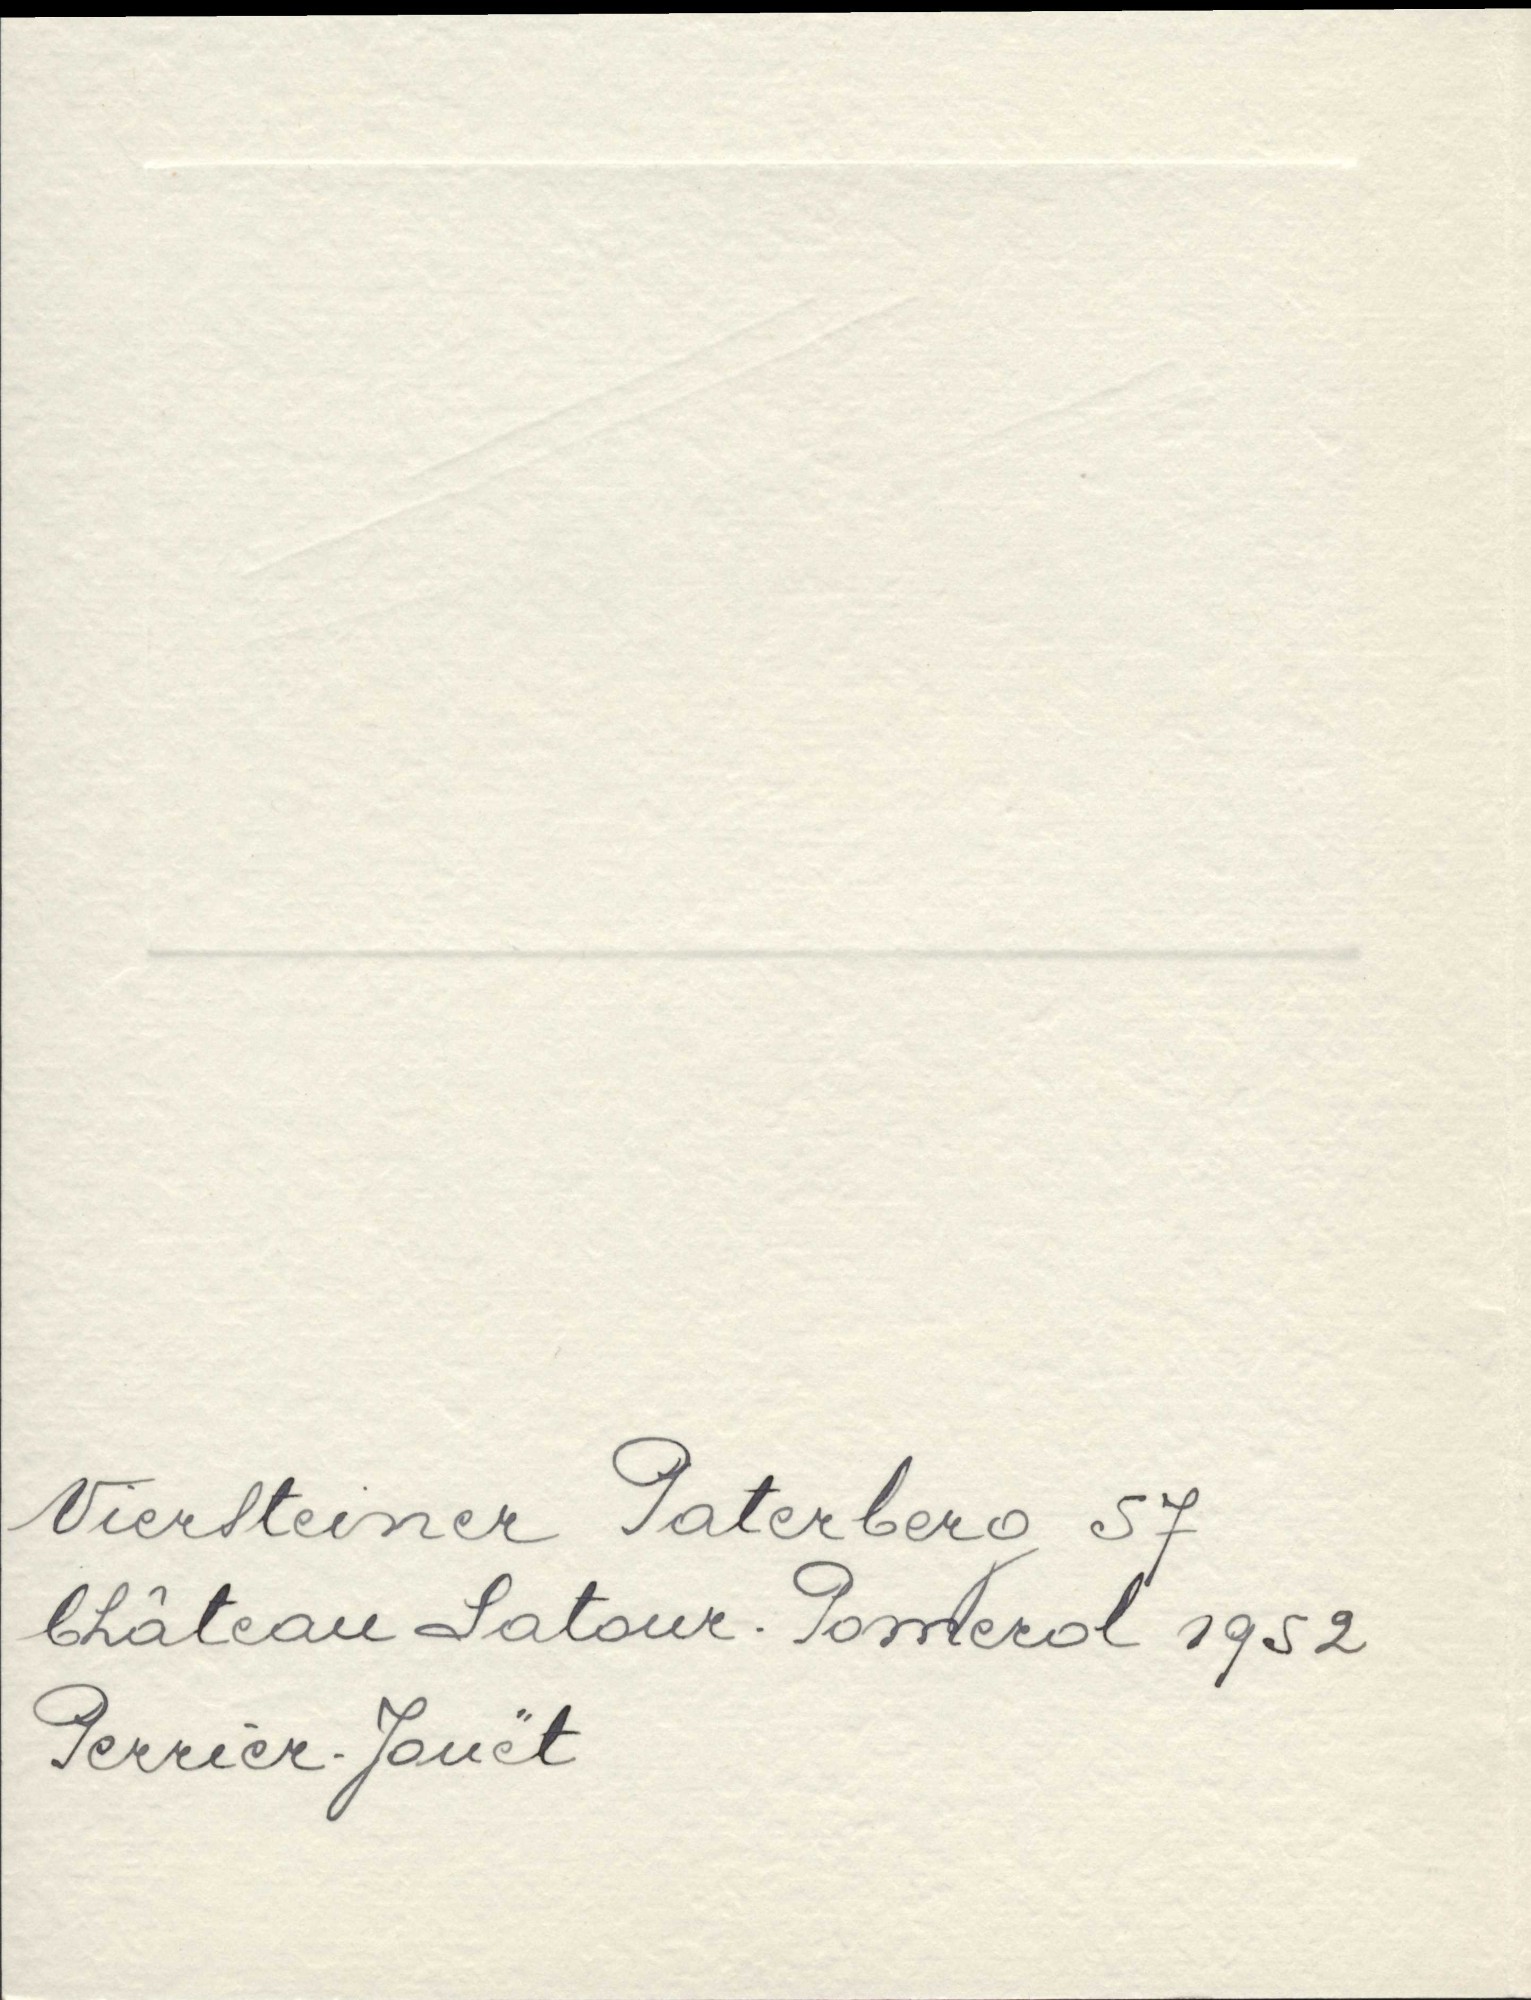 Niersteiner Paterberg 57
Château Latour. Pomerol 1952
Perrier-Jouët